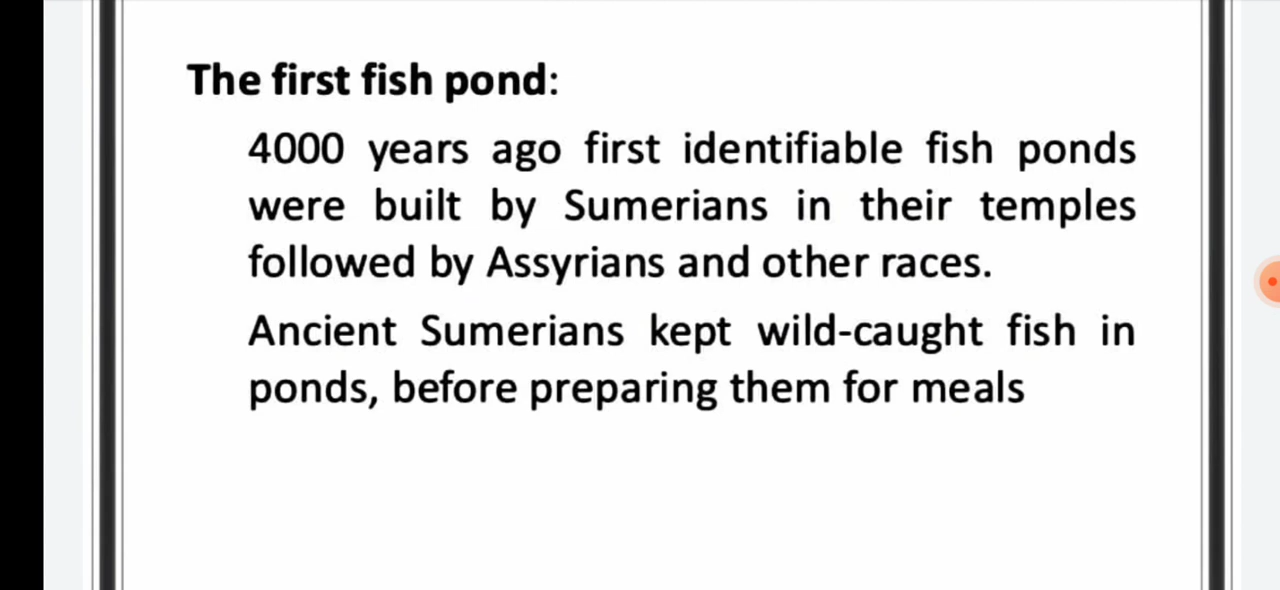 The first fish pond:
4000 years ago first identifiable fish ponds
were built by Sumerians in their temples
followed by Assyrians and other races.
Ancient Sumerians kept wild-caught fish in
ponds, before preparing them for meals